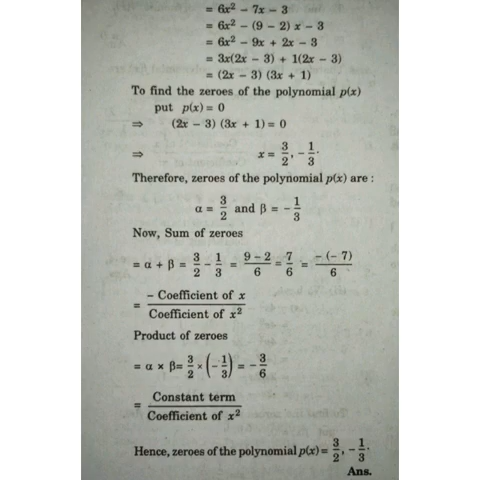 = 6x² – 7x – 3
= 6x² – (9 – 2) x – 3
= 6x² – 9x + 2x – 3
= 3x(2x – 3) + 1(2x – 3)
= (2x – 3) (3x + 1)
To find the zeroes of the polynomial p(x)
put p(x) = 0
⇒ (2x – 3) (3x + 1) = 0
⇒ x = 3/2, – 1/3.
Therefore, zeroes of the polynomial p(x) are :
α = 3/2 and β = – 1/3
Now, Sum of zeroes
= α + β = 3/2 – 1/3 = (9 – 2)/6 = 7/6 = – (– 7)/6
= – Coefficient of x / Coefficient of x²
Product of zeroes
= α × β = 3/2 × (– 1/3) = – 3/6
= Constant term / Coefficient of x²
Hence, zeroes of the polynomial p(x) = 3/2, – 1/3.
Ans.